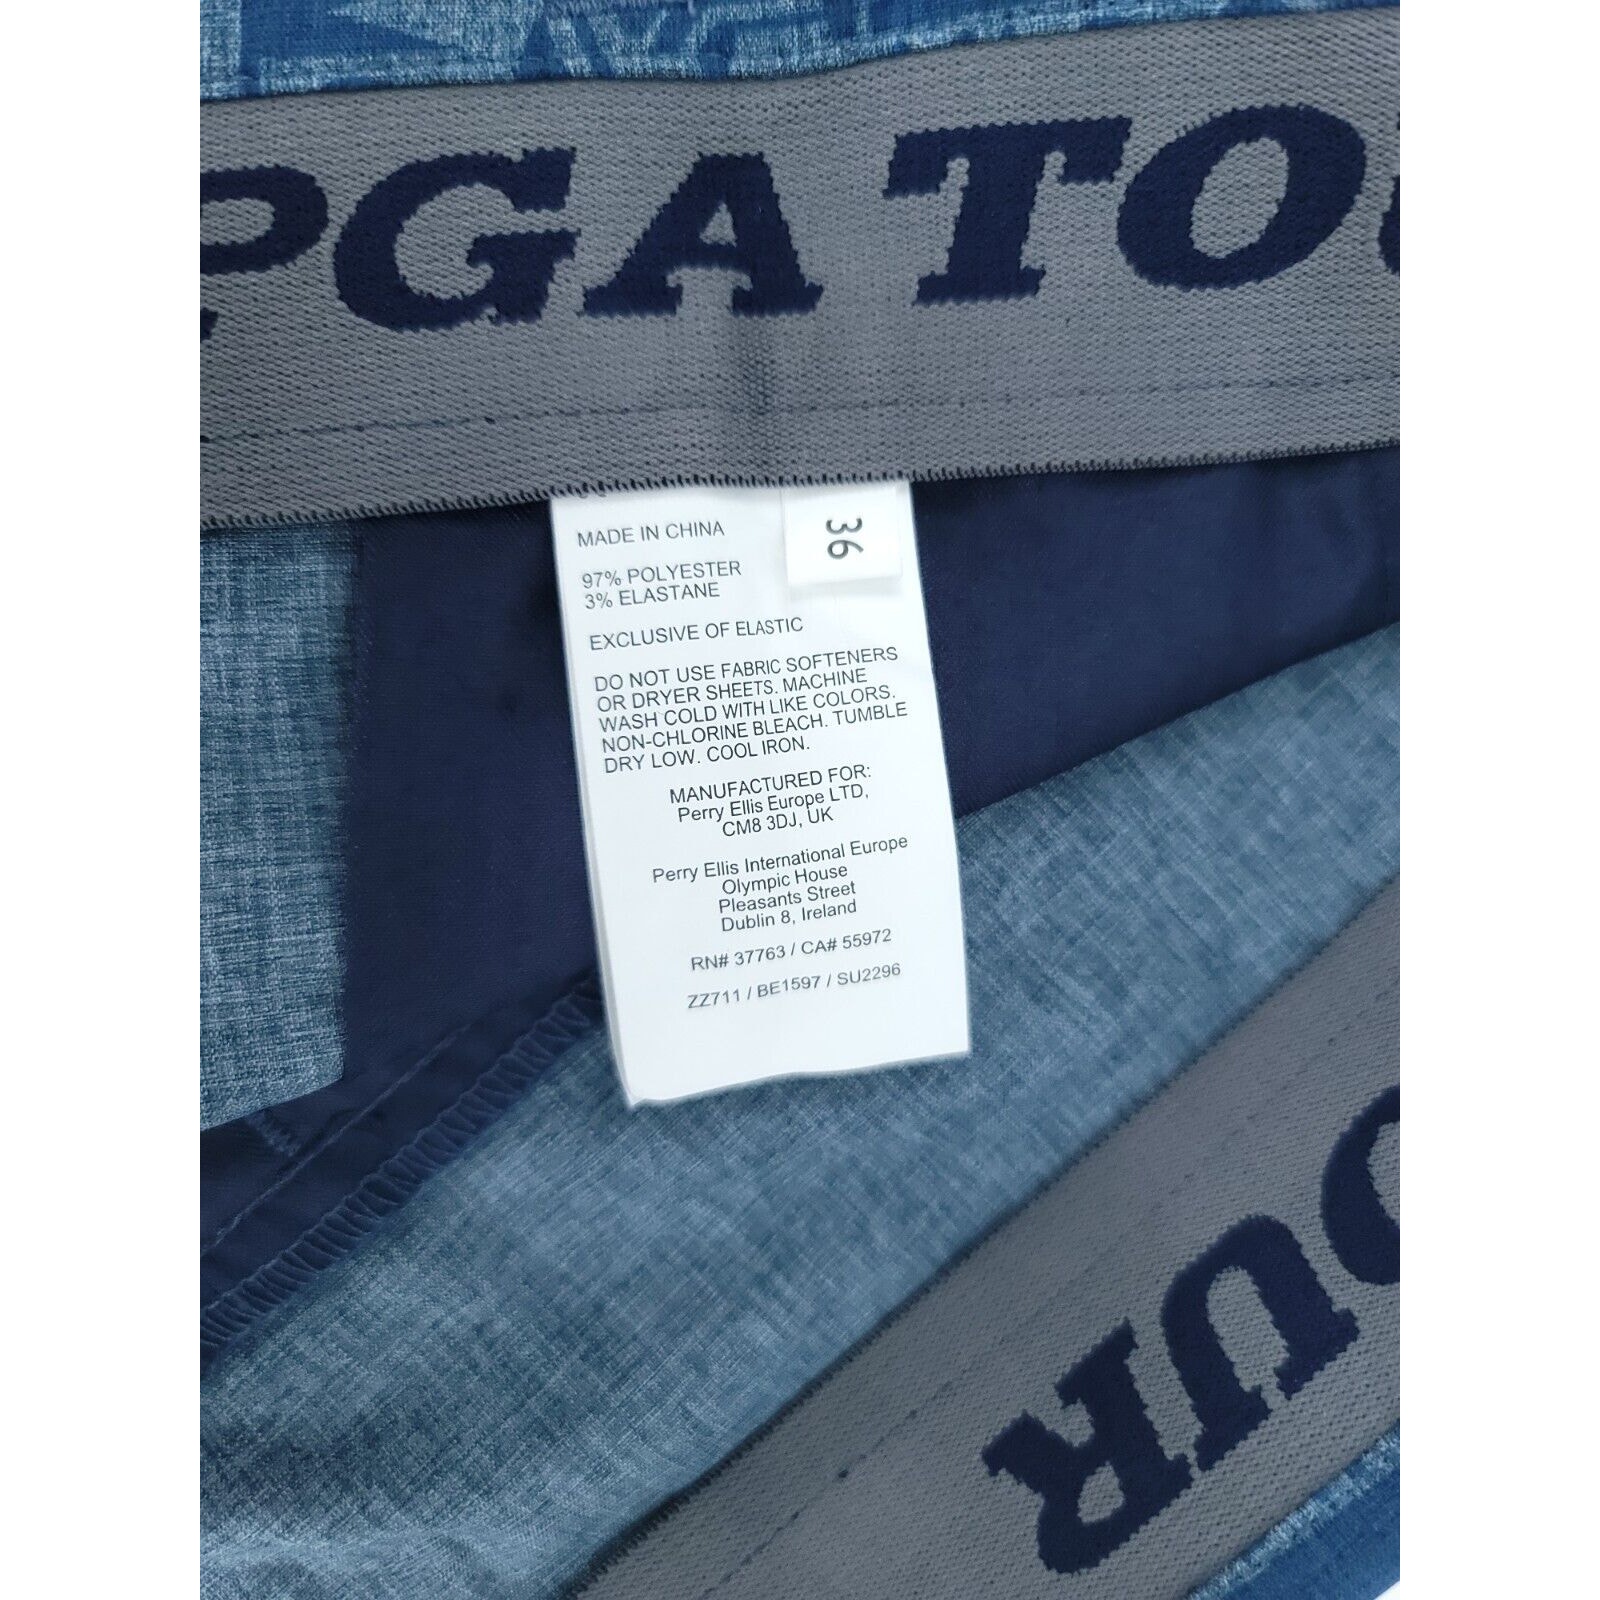 PGA TOU
MADE IN CHINA
36
97% POLYESTER
3% ELASTANE
EXCLUSIVE OF ELASTIC
DO NOT USE FABRIC SOFTENERS
OR DRYER SHEETS. MACHINE
WASH COLD WITH LIKE COLORS.
NON-CHLORINE BLEACH. TUMBLE
DRY LOW. COOL IRON.
MANUFACTURED FOR:
Perry Ellis Europe LTD,
CM8 3DJ, UK
Perry Ellis International Europe
Olympic House
Pleasants Street
Dublin 8, Ireland
RN# 37763 / CA# 55972
ZZ711 / BE1597 / SU2296
OUR